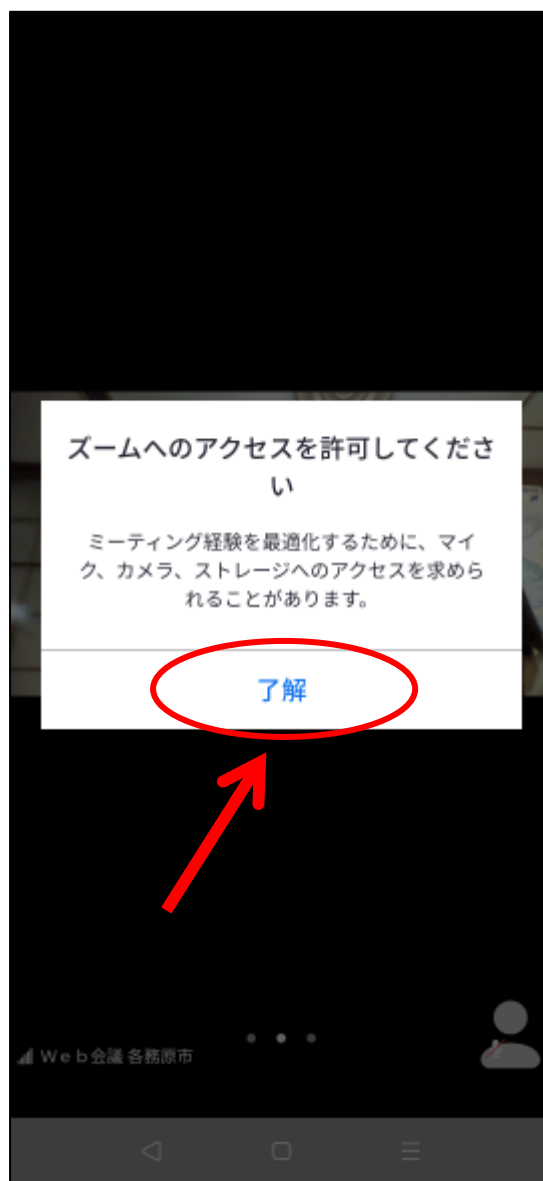 ズームへのアクセスを許可してくださ
い
ミーティング経験を最適化するために、マイ
ク、カメラ、ストレージへのアクセスを求めら
れることがあります。
了解
Ｗｅｂ会議 各務原市